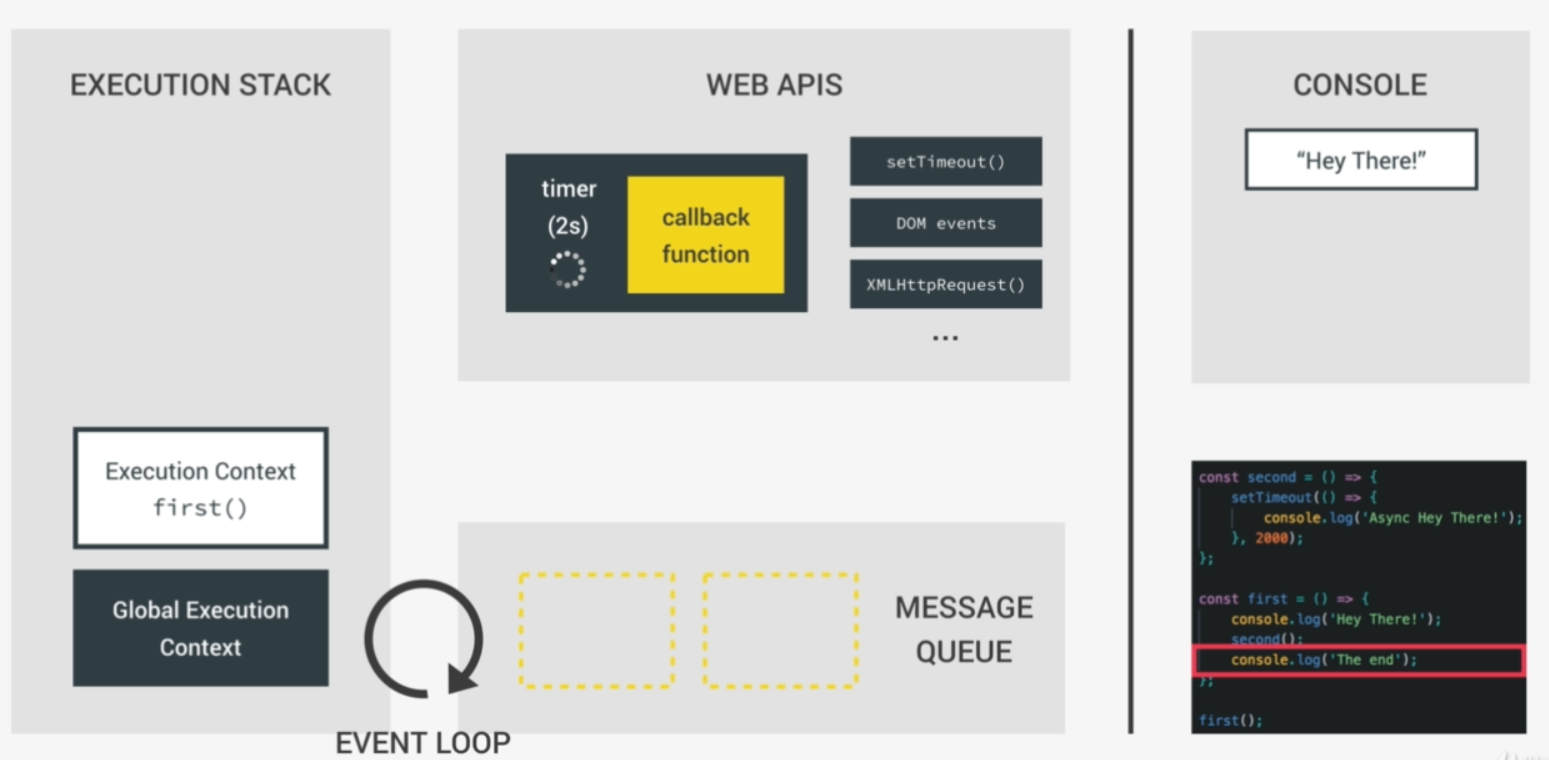 EXECUTION STACK
Execution Context
first()
Global Execution
Context
EVENT LOOP
WEB APIS
timer
(2s)
callback
function
setTimeout()
DOM events
XMLHttpRequest()
...
MESSAGE
QUEUE
CONSOLE
“Hey There!”
const second = () => {
    setTimeout(() => {
        console.log('Async Hey There!');
    }, 2000);
};
const first = () => {
    console.log('Hey There!');
    second();
    console.log('The end');
};
first();